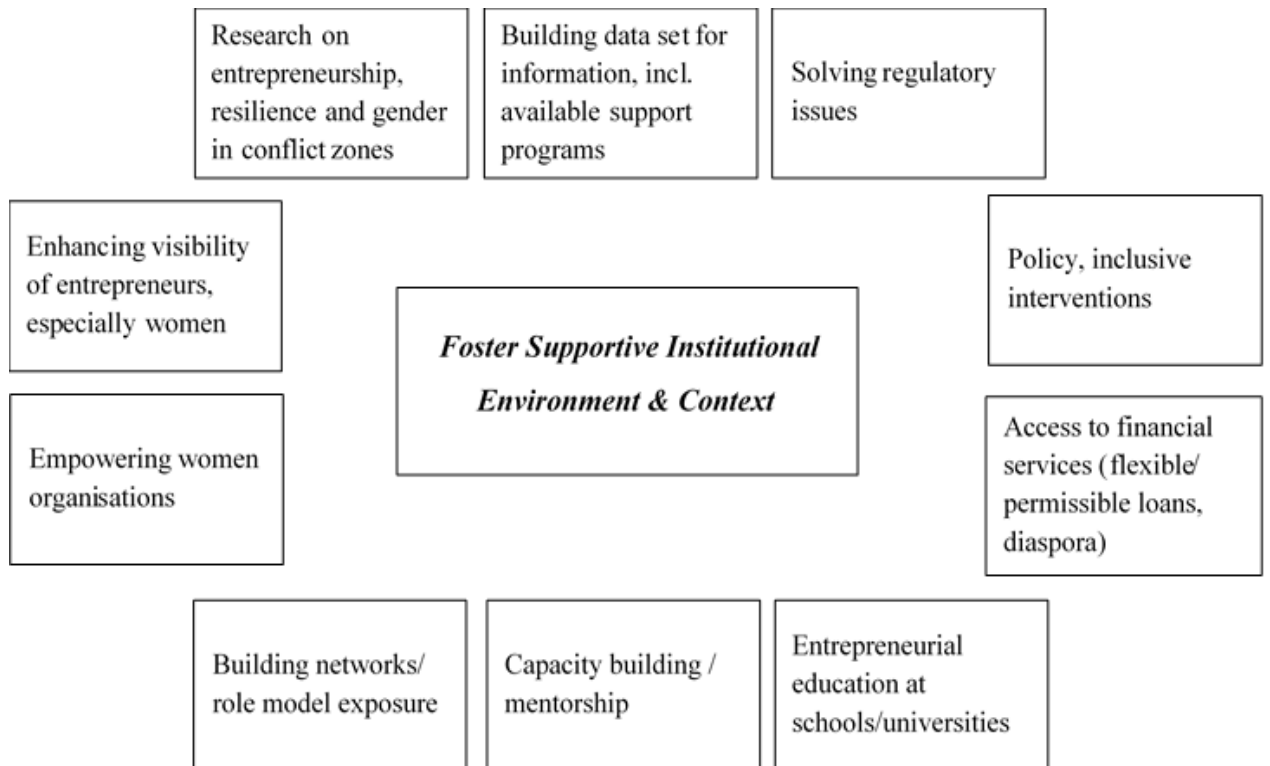 Research on
entrepreneurship,
resilience and gender
in conflict zones
Building data set for
information, incl.
available support
programs
Solving regulatory
issues
Enhancing visibility
of entrepreneurs,
especially women
Policy, inclusive
interventions
Foster Supportive Institutional
Environment & Context
Empowering women
organisations
Access to financial
services (flexible/
permissible loans,
diaspora)
Building networks/
role model exposure
Capacity building /
mentorship
Entrepreneurial
education at
schools/universities